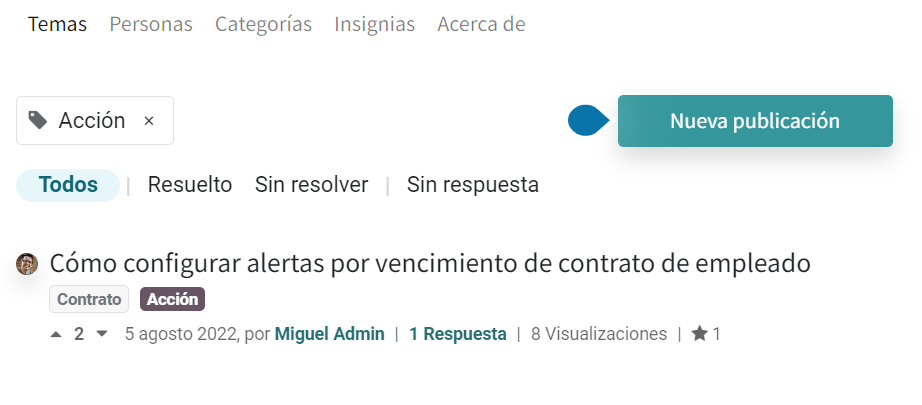 Temas Personas Categorías Insignias Acerca de
Acción ×
Nueva publicación
Todos | Resuelto Sin resolver | Sin respuesta
Cómo configurar alertas por vencimiento de contrato de empleado
Contrato Acción
2 5 agosto 2022, por Miguel Admin | 1 Respuesta | 8 Visualizaciones | 1